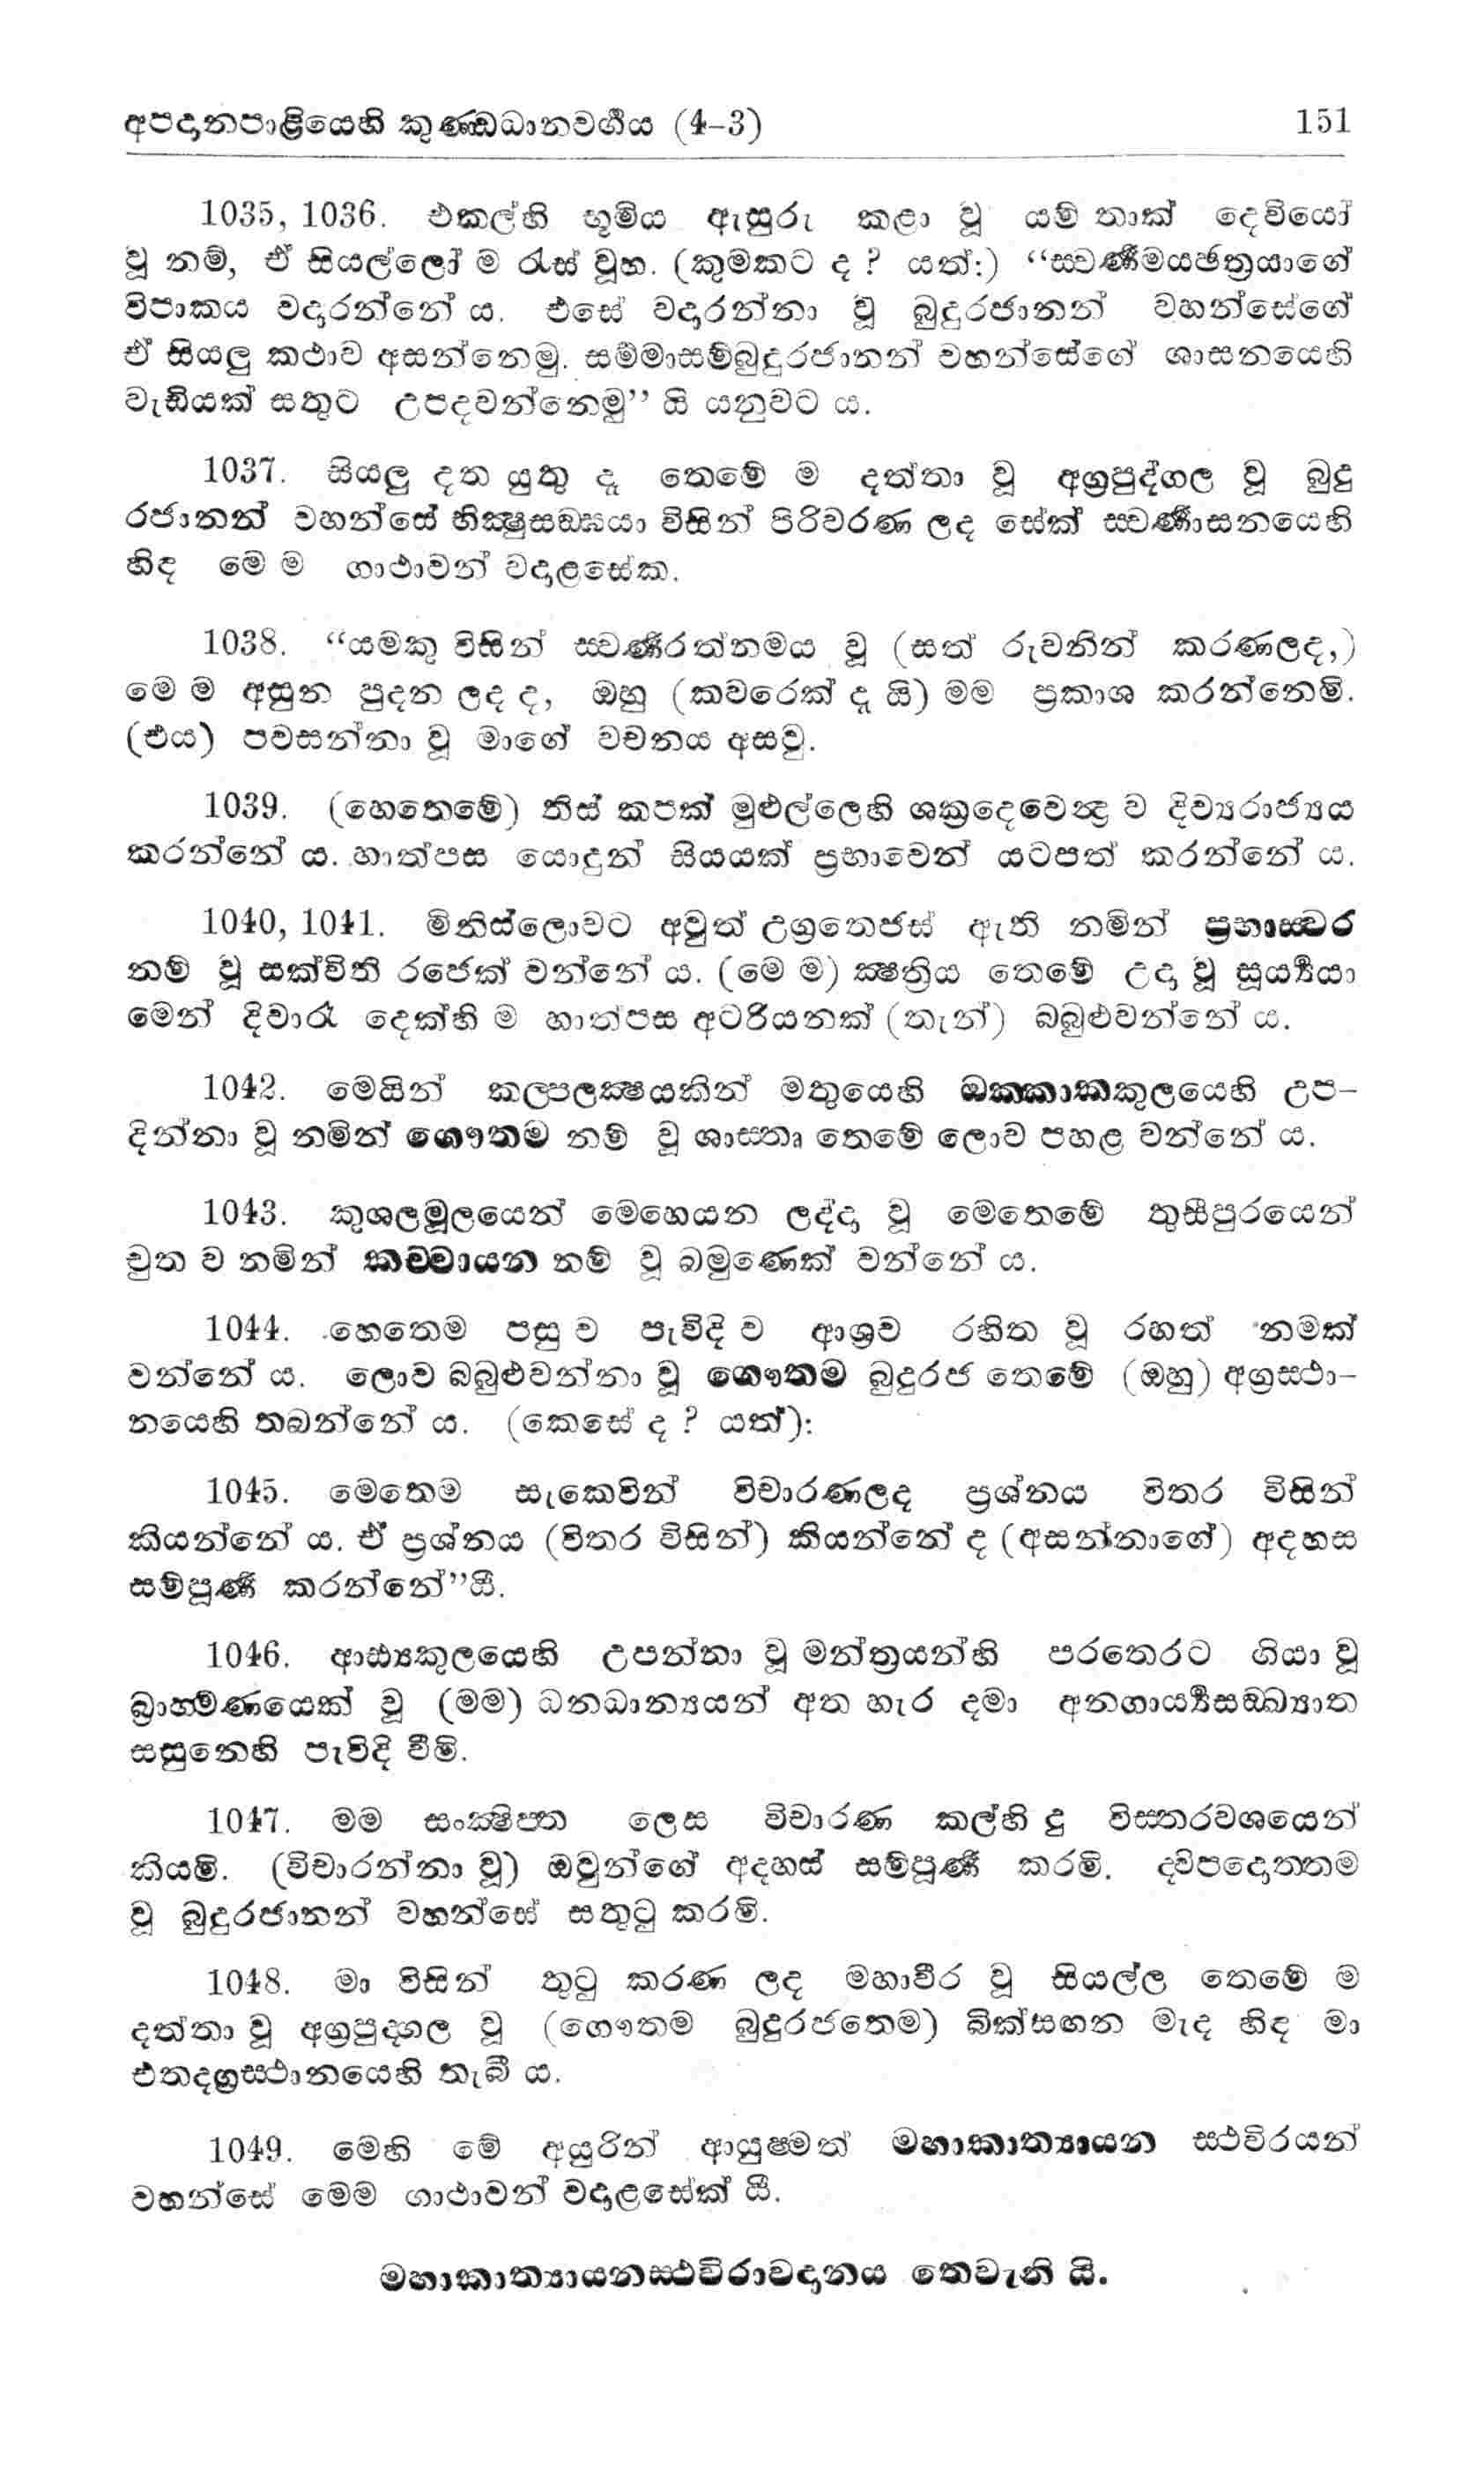 අපදානපාළියෙහි කුණ්ඩධානවර්ගය (4-3) 151
1035, 1036. එකල්හි භූමිය ඇසුරු කළා වූ යම් තාක් දෙවියෝ
වූ නම්, ඒ සියල්ලෝ ම රැස් වූහ. (කුමකට ද ? යත්:) “ස්වර්ණමයඡත්‍රයාගේ
විපාකය වදාරන්නේ ය. එසේ වදාරන්නා වූ බුදුරජානන් වහන්සේගේ
ඒ සියලු කථාව අසන්නෙමු. සම්මාසම්බුදුරජානන් වහන්සේගේ ශාසනයෙහි
වැඩියක් සතුට උපදවන්නෙමු” යි යනුවට ය.
1037. සියලු දත යුතු දෑ තෙමේ ම දත්තා වූ අග්‍රපුද්ගල වූ බුදු
රජානන් වහන්සේ භික්ෂුසඞ්ඝයා විසින් පිරිවරණ ලද සේක් ස්වර්ණාසනයෙහි
හිඳ මෙ ම ගාථාවන් වදාළසේක.
1038. “යමකු විසින් ස්වර්ණරත්නමය වූ (සත් රුවනින් කරණලද,)
මෙ ම අසුන පුදන ලද ද, ඔහු (කවරෙක් දැ යි) මම ප්‍රකාශ කරන්නෙමි.
(එය) පවසන්නා වූ මාගේ වචනය අසවු.
1039. (හෙතෙමේ) තිස් කපක් මුළුල්ලෙහි ශක්‍රදෙවෙන්‍ද්‍ර ව දිව්‍යරාජ්‍යය
කරන්නේ ය. හාත්පස යොදුන් සියයක් ප්‍රභාවෙන් යටපත් කරන්නේ ය.
1040, 1041. මිනිස්ලොවට අවුත් උග්‍රතෙජස් ඇති නමින් ප්‍රභාස්වර
නම් වූ සක්විති රජෙක් වන්නේ ය. (මෙ ම) ක්ෂත්‍රිය තෙමේ උදා වූ සූර්‍ය්‍යයා
මෙන් දිවාරෑ දෙක්හි ම හාත්පස අටරියනක් (තැන්) බබුළුවන්නේ ය.
1042. මෙයින් කල්පලක්ෂයකින් මතුයෙහි ඔක්කාකකුලයෙහි උප-
දින්නා වූ නමින් ගෞතම නම් වූ ශාස්තෘ තෙමේ ලොව පහළ වන්නේ ය.
1043. කුශලමූලයෙන් මෙහෙයන ලද්දා වූ මෙතෙමේ තුසීපුරයෙන්
චුත ව නමින් කච්චායන නම් වූ බමුණෙක් වන්නේ ය.
1044. හෙතෙම පසු ව පැවිදි ව ආශ්‍රව රහිත වූ රහත් නමක්
වන්නේ ය. ලොව බබුළුවන්නා වූ ගෞතම බුදුරජ තෙමේ (ඔහු) අග්‍රස්ථා-
නයෙහි තබන්නේ ය. (කෙසේ ද ? යත්):
1045. මෙතෙම සැකෙවින් විචාරණලද ප්‍රශ්නය විතර විසින්
කියන්නේ ය. ඒ ප්‍රශ්නය (විතර විසින්) කියන්නේ ද (අසන්නාගේ) අදහස
සම්පූර්ණ කරන්නේ”යී.
1046. ආඪ්‍යකුලයෙහි උපන්නා වූ මන්ත්‍රයන්හි පරතෙරට ගියා වූ
බ්‍රාහ්මණයෙක් වූ (මම) ධනධාන්‍යයන් අත හැර දමා අනගාර්‍ය්‍යසඞ්ඛ්‍යාත
සසුනෙහි පැවිදි වීමි.
1047. මම සංක්ෂිප්ත ලෙස විචාරණ කල්හි දු විස්තරවශයෙන්
කියමි. (විචාරන්නා වූ) ඔවුන්ගේ අදහස් සම්පූර්ණ කරමි. ද්විපදොත්තම
වූ බුදුරජානන් වහන්සේ සතුටු කරමි.
1048. මා විසින් තුටු කරණ ලද මහාවීර වූ සියල්ල තෙමේ ම
දත්තා වූ අග්‍රපුද්ගල වූ (ගෞතම බුදුරජතෙම) බික්සඟන මැද හිඳ මා
එතදග්‍රස්ථානයෙහි තැබී ය.
1049. මෙහි මේ අයුරින් ආයුෂ්මත් මහාකාත්‍යායන ස්ථවිරයන්
වහන්සේ මෙම ගාථාවන් වදාළසේක් යී.
මහාකාත්‍යායනස්ථවිරාවදානය තෙවැනි යි.